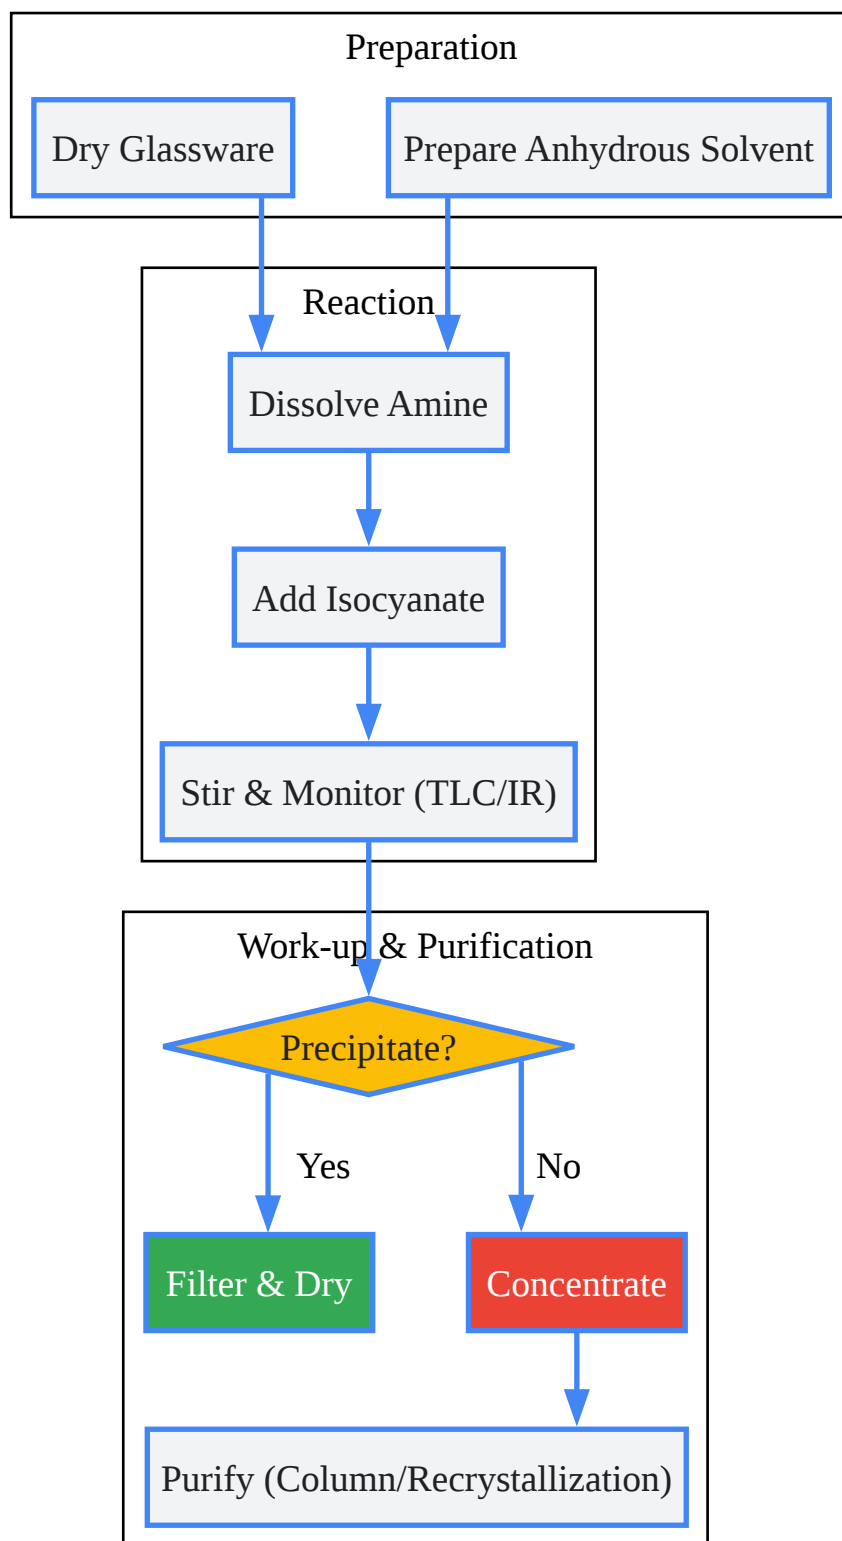 Preparation
Dry Glassware
Prepare Anhydrous Solvent
Reaction
Dissolve Amine
Add Isocyanate
Stir & Monitor (TLC/IR)
Work-up & Purification
Precipitate?
Yes
No
Filter & Dry
Concentrate
Purify (Column/Recrystallization)